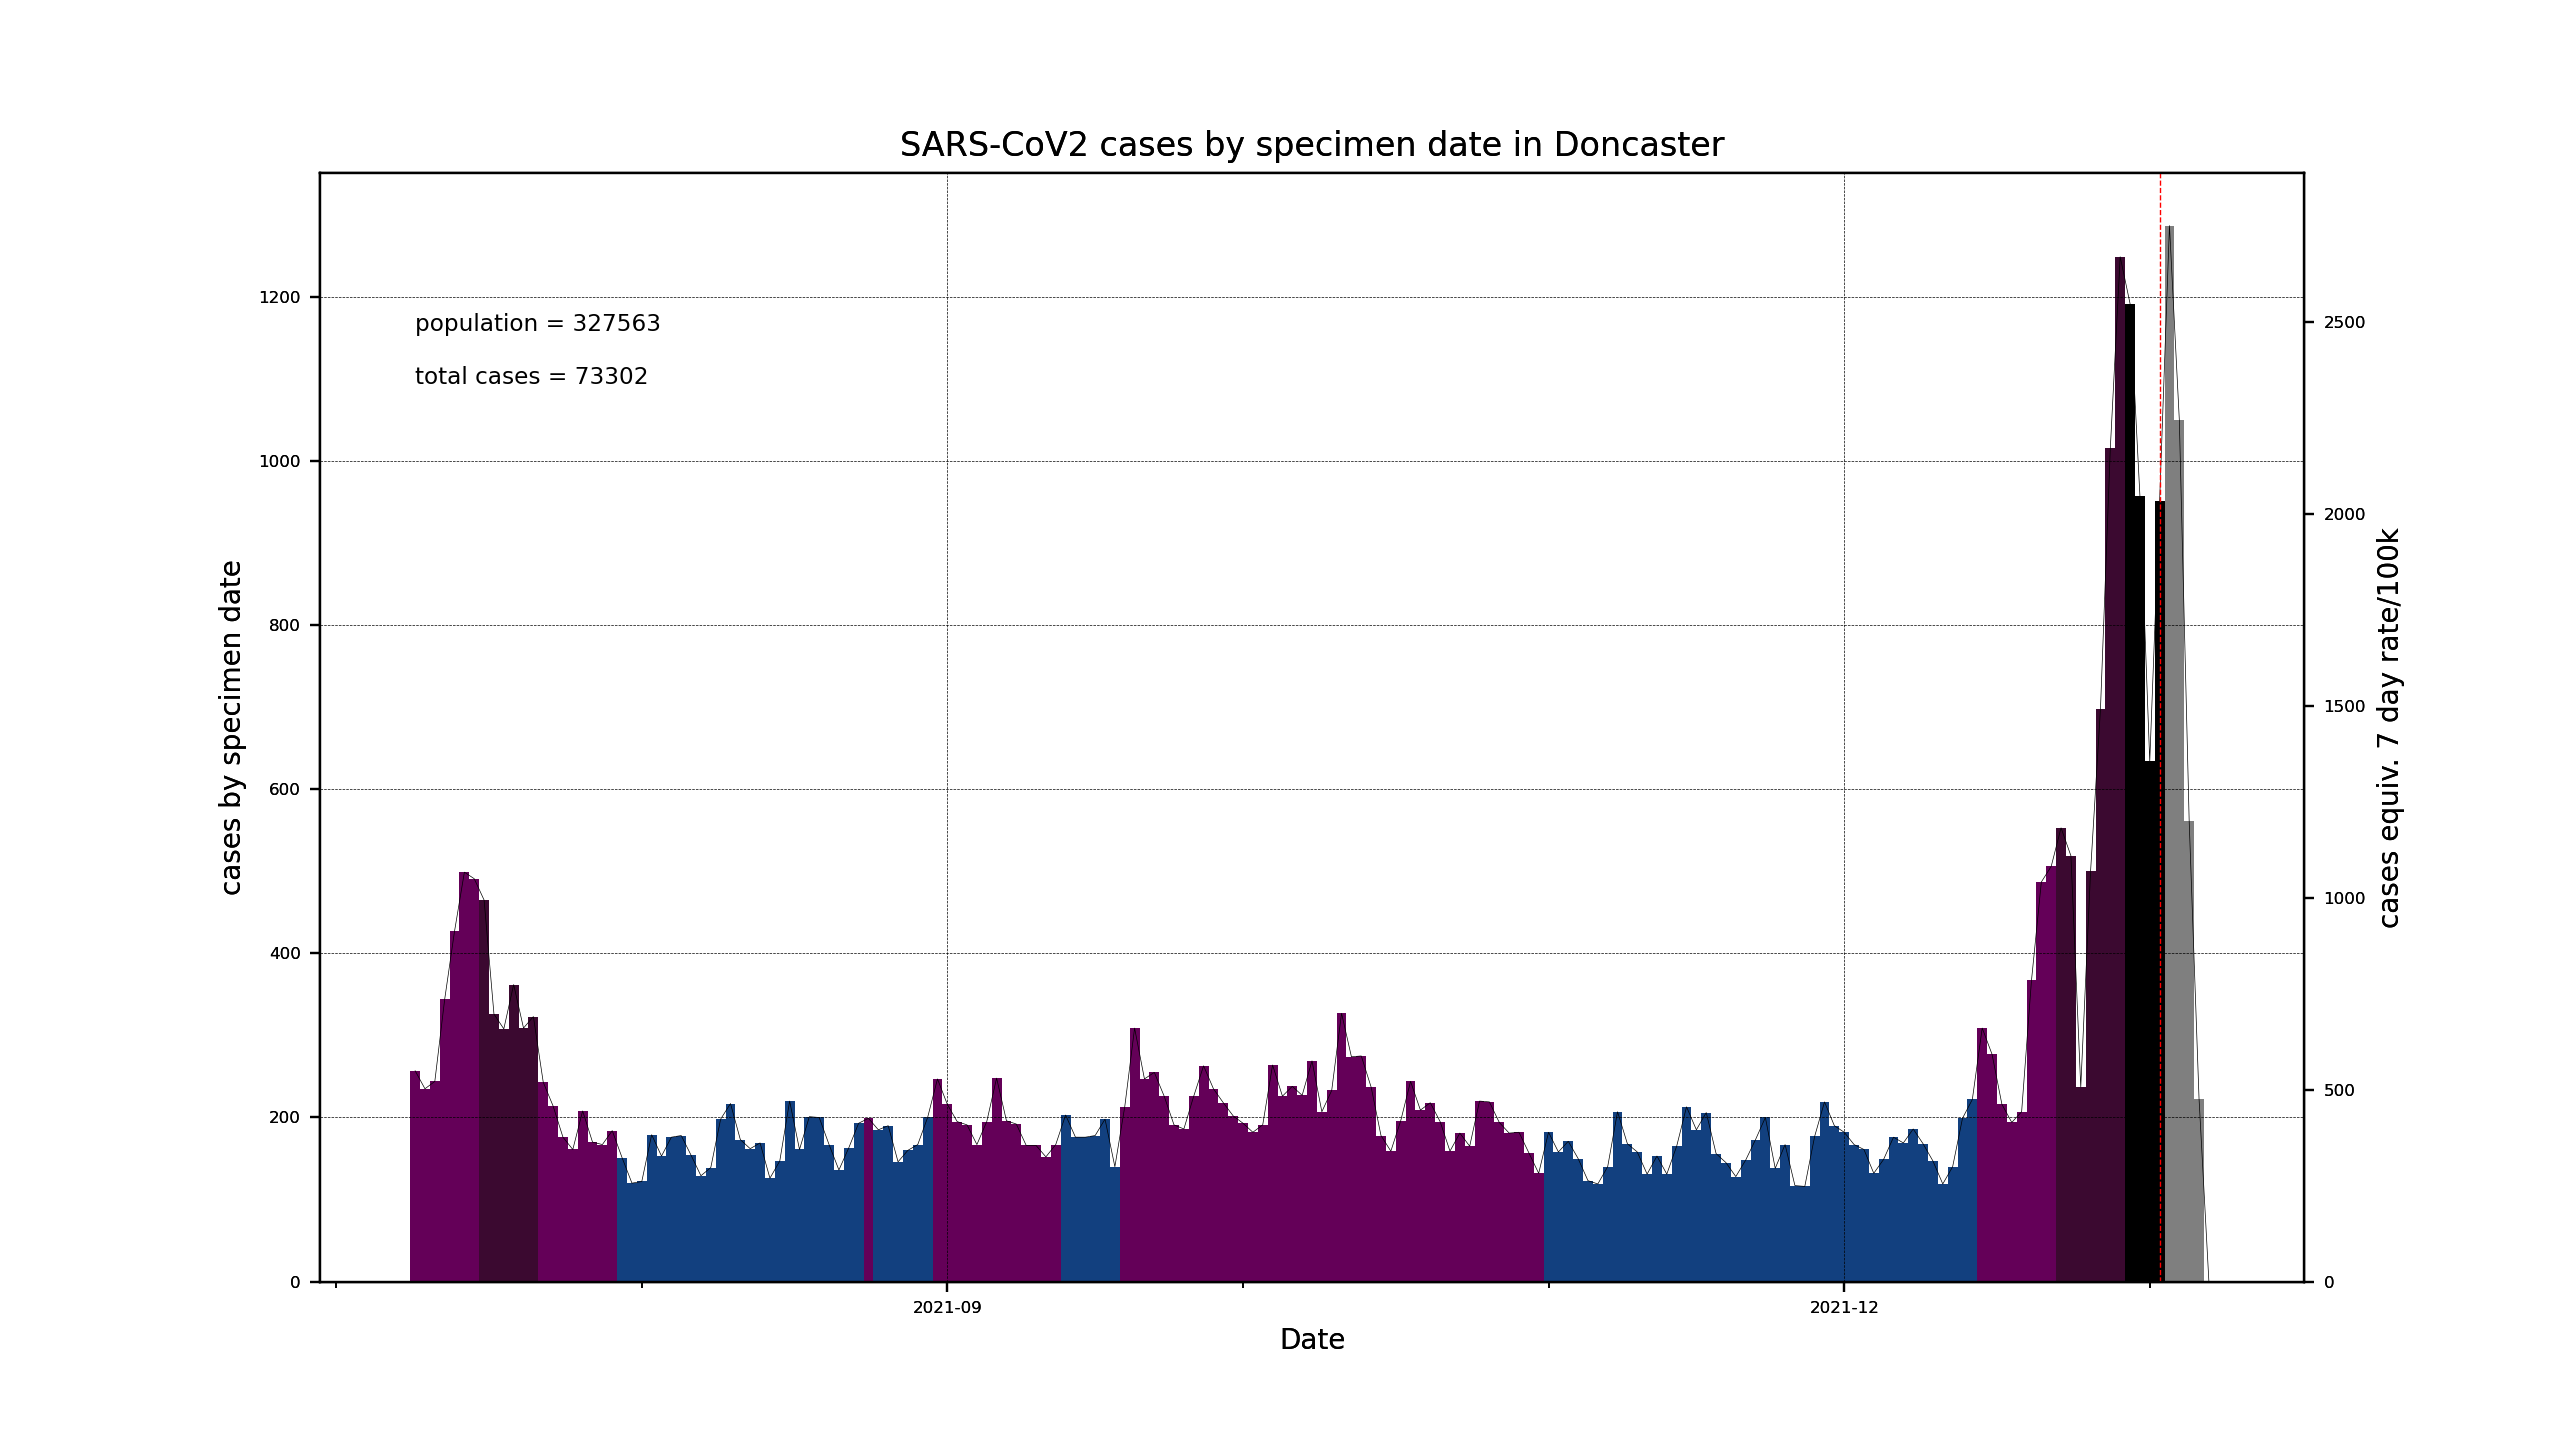 SARS-CoV2 cases by specimen date in Doncaster
population = 327563
total cases = 73302
cases by specimen date
1200
1000
800
600
400
200
0
2500
2000
1500
1000
500
0
cases equiv. 7 day rate/100k
2021-09
2021-12
Date